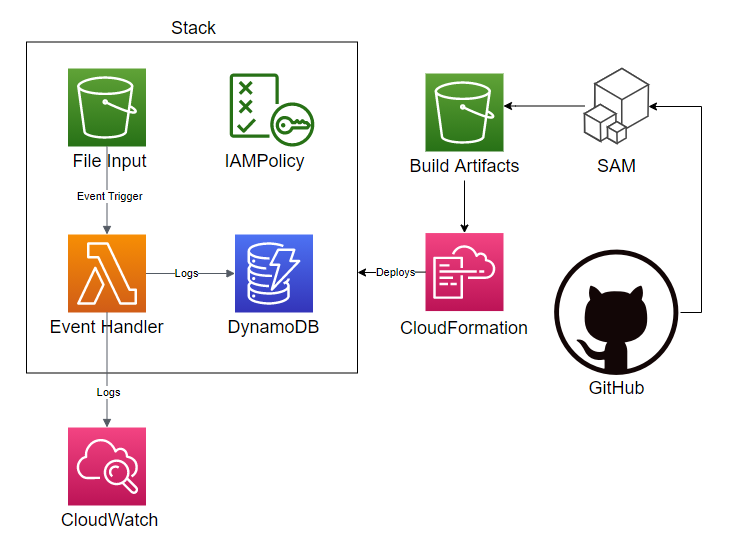 Stack
File Input
IAMPolicy
Build Artifacts
SAM
Event Trigger
Logs
Deploys
Event Handler
DynamoDB
CloudFormation
GitHub
Logs
CloudWatch